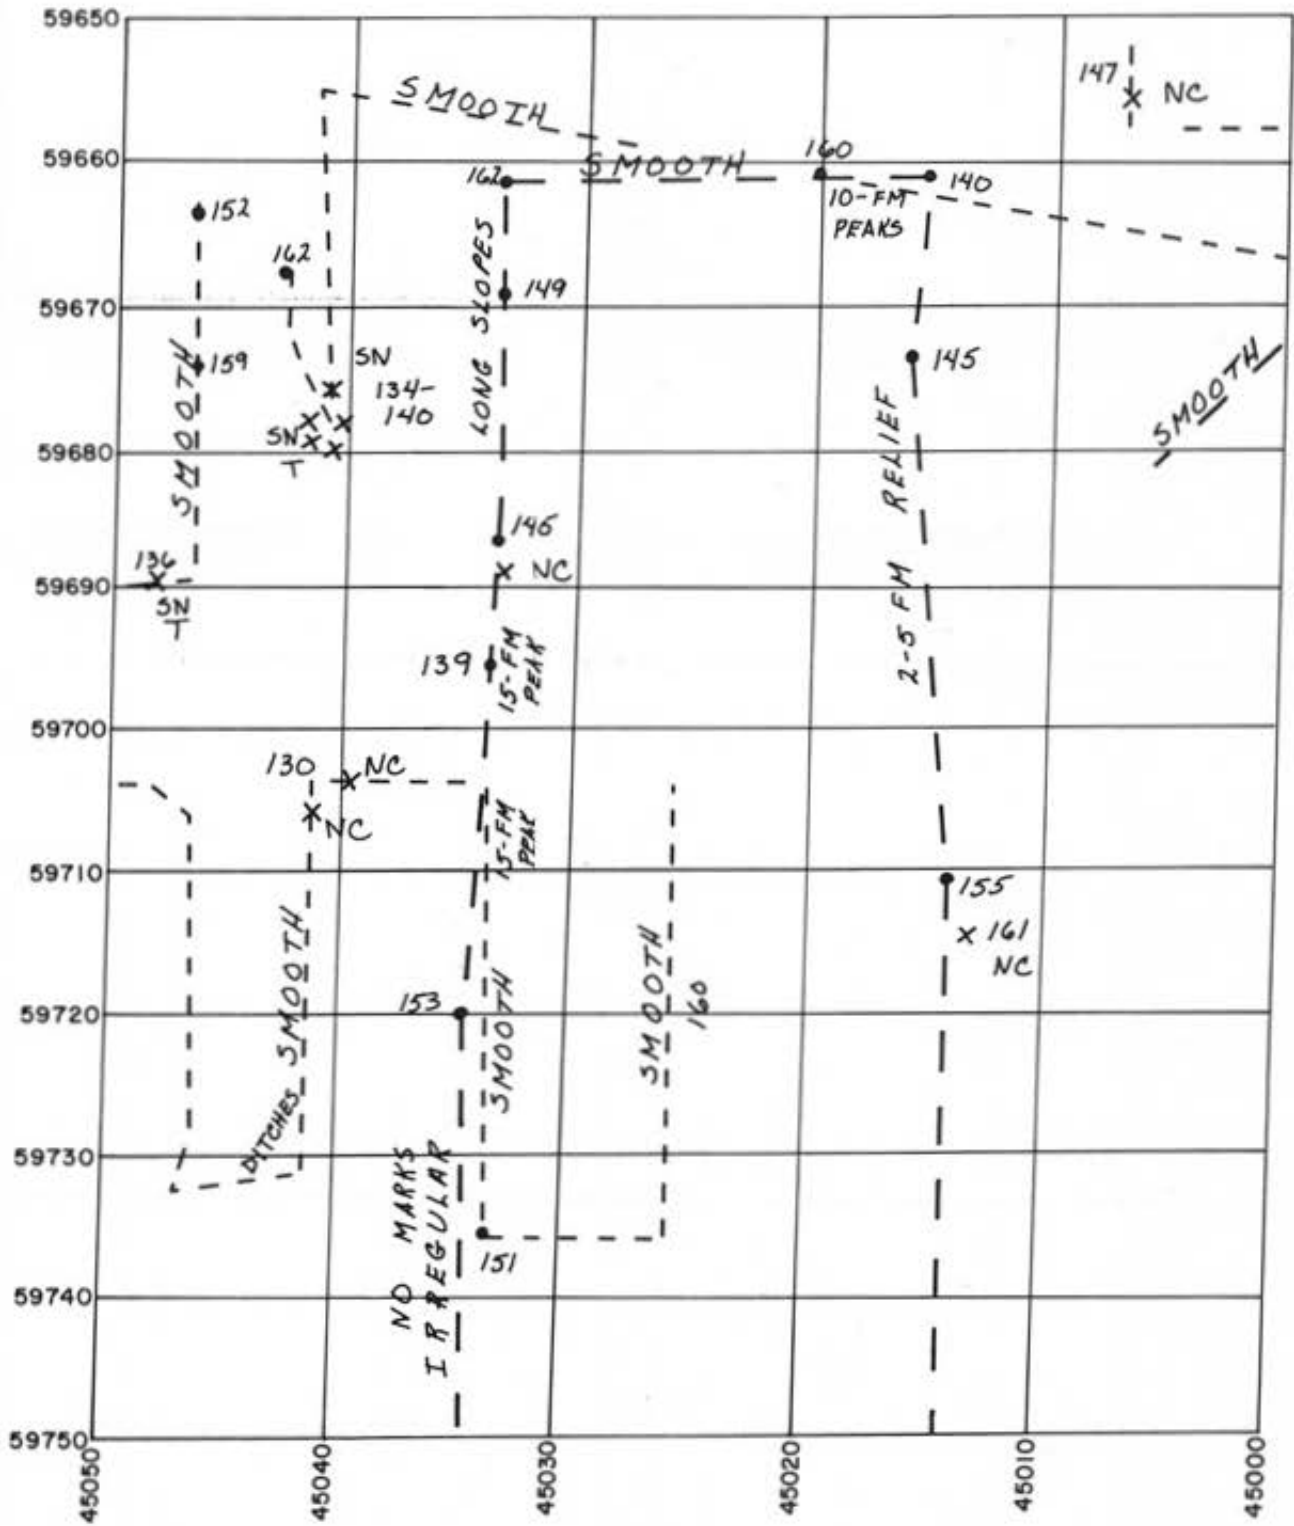 59650
147 NC
SMOOTH
59660
SMOOTH
160
162
140
10-FM
PEAKS
152
162
LONG SLOPES
149
59670
SMOOTH
159
SN
134-
140
145
SMOOTH
SN
T
59680
2-5 FM RELIEF
146
NC
136
59690
SN
T
139
15-FM
PEAK
59700
130
NC
NC
15-FM
PEAK
59710
155
161
NC
SMOOTH
SMOOTH
160
153
SMOOTH
59720
DITCHES
59730
NO MARKS
IRREGULAR
151
59740
59750
45050
45040
45030
45020
45010
45000